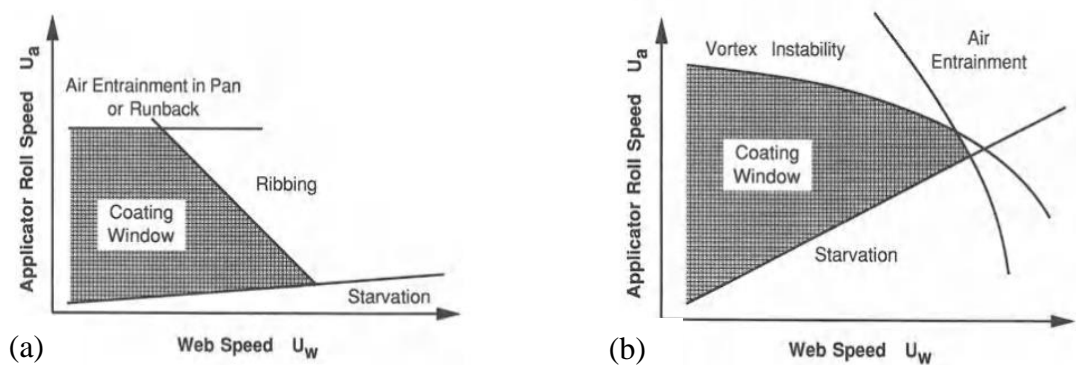 Applicator Roll Speed Ua
Air Entrainment in Pan
or Runback
Ribbing
Coating
Window
Starvation
(a)
Web Speed Uw
Applicator Roll Speed Ua
Vortex Instability
Air
Entrainment
Coating
Window
Starvation
(b)
Web Speed Uw